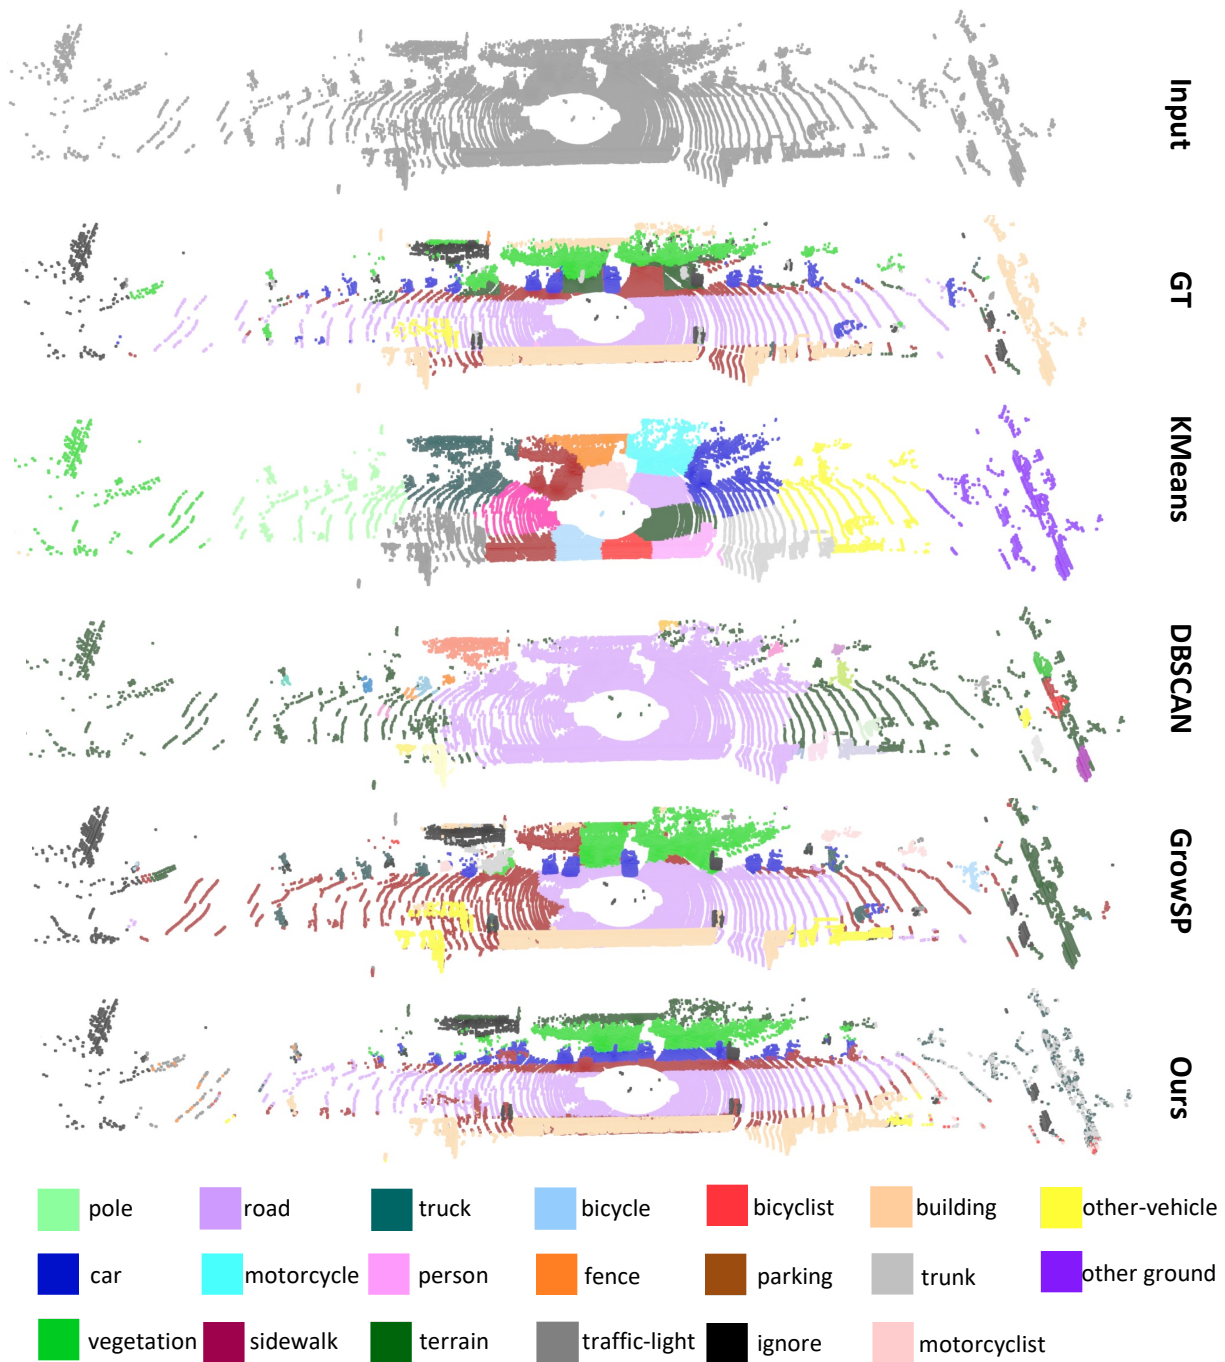 Input
GT
KMeans
DBSCAN
GrowSP
Ours
pole road truck bicycle bicyclist building other-vehicle
car motorcycle person fence parking trunk other ground
vegetation sidewalk terrain traffic-light ignore motorcyclist